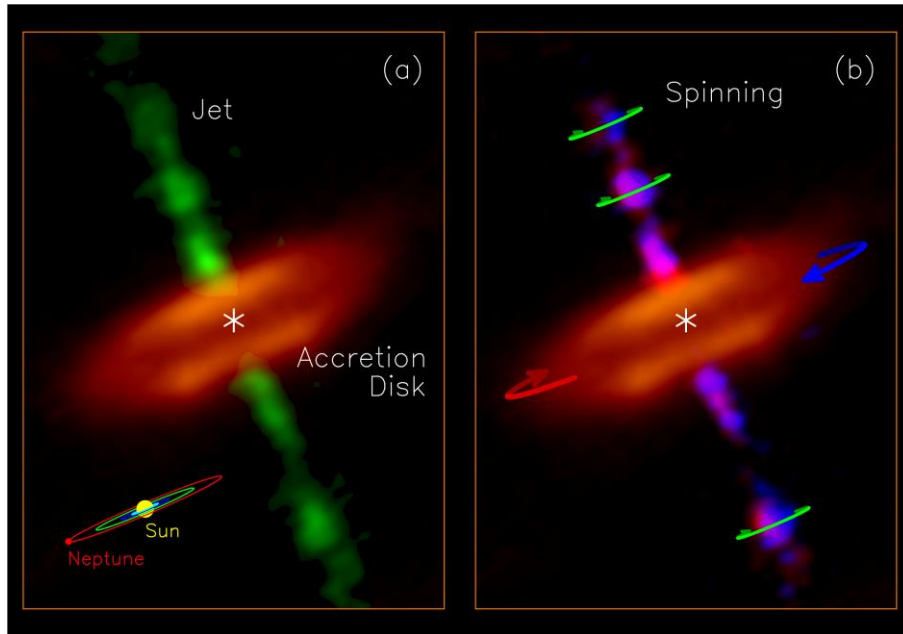 (a)
Jet
Accretion
Disk
Sun
Neptune
(b)
Spinning